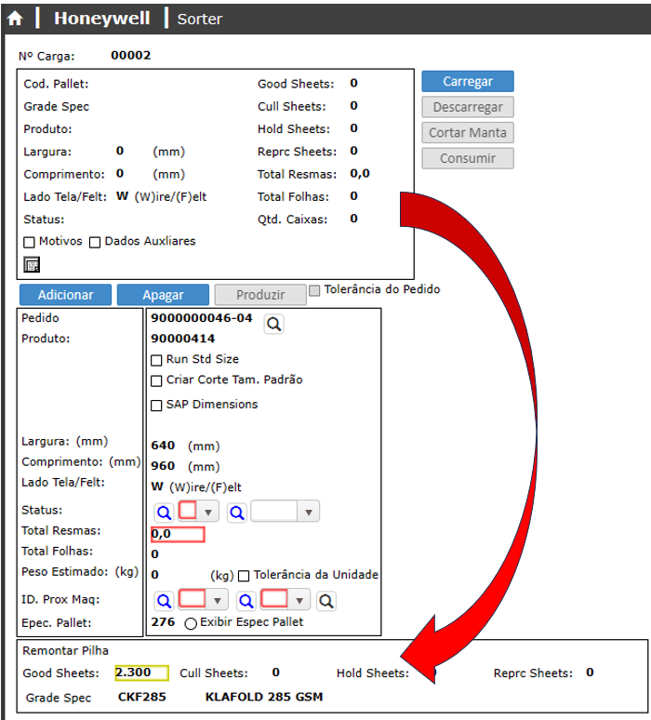 Honeywell | Sorter
Nº Carga: 00002
Cod. Pallet: Good Sheets: 0
Carregar
Grade Spec Cull Sheets: 0
Descarregar
Produto: Hold Sheets: 0
Cortar Manta
Largura: 0 (mm) Reprc Sheets: 0
Consumir
Comprimento: 0 (mm) Total Resmas: 0,0
Lado Tela/Felt: W (W)ire/(F)elt Total Folhas: 0
Status: Qtd. Caixas: 0
Motivos Dados Auxliares
Adicionar Apagar Produzir Tolerância do Pedido
Pedido 9000000046-04
Produto: 90000414
Run Std Size
Criar Corte Tam. Padrão
SAP Dimensions
Largura: (mm) 640 (mm)
Comprimento: (mm) 960 (mm)
Lado Tela/Felt: W (W)ire/(F)elt
Status:
Total Resmas: 0,0
Total Folhas: 0
Peso Estimado: (kg) 0 (kg) Tolerância da Unidade
ID. Prox Maq:
Epec. Pallet: 276 Exibir Espec Pallet
Remontar Pilha
Good Sheets: 2.300 Cull Sheets: 0 Hold Sheets: Reprc Sheets: 0
Grade Spec CKF285 KLAFOLD 285 GSM